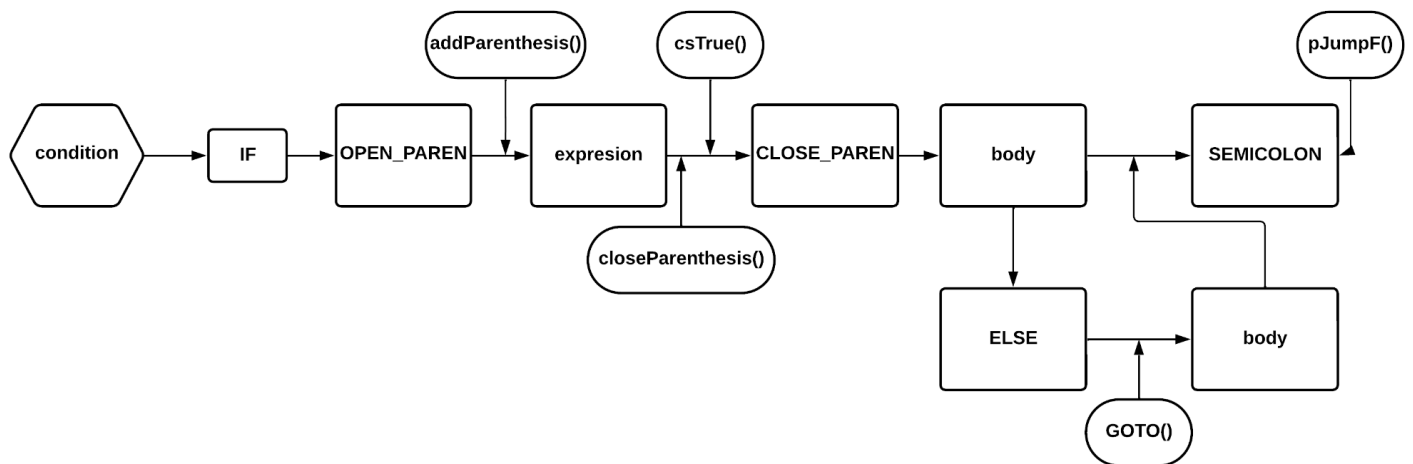 addParenthesis()
csTrue()
pJumpF()
condition
IF
OPEN_PAREN
expresion
CLOSE_PAREN
body
SEMICOLON
closeParenthesis()
ELSE
body
GOTO()